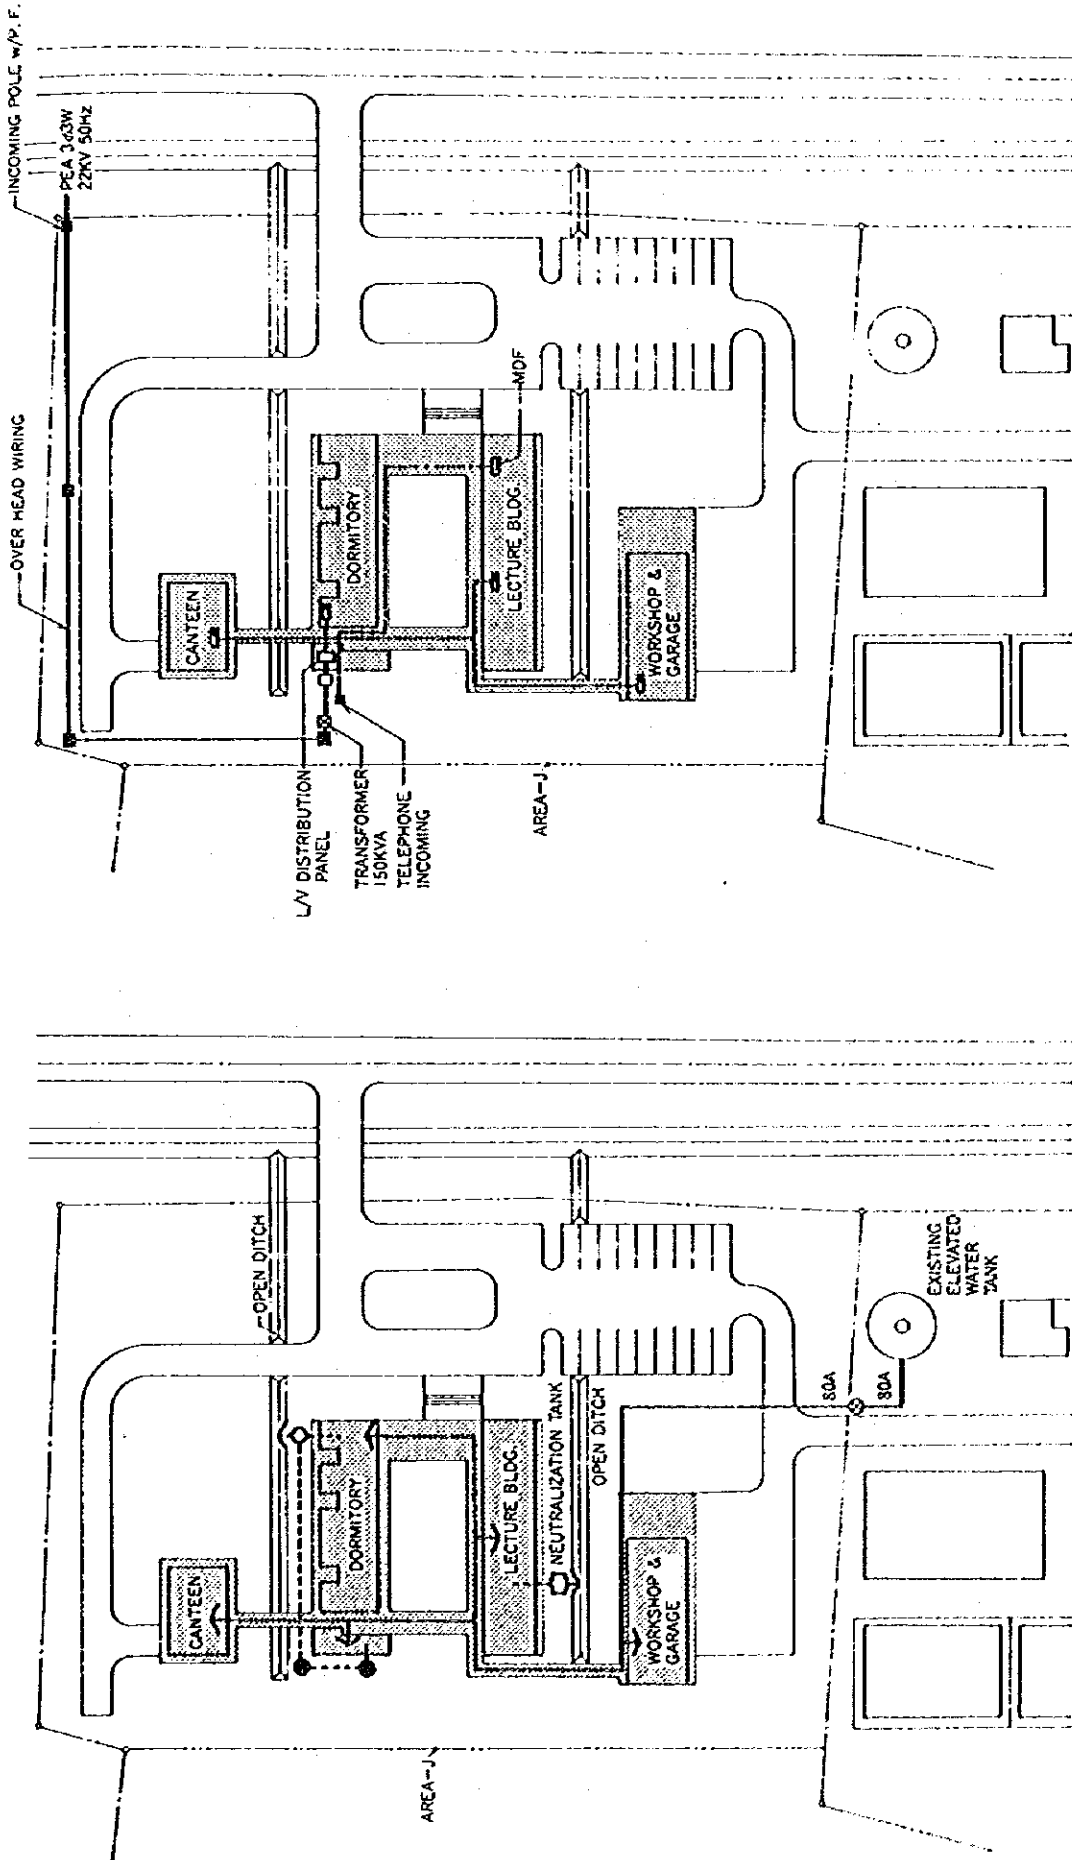 INCOMING POLE w/P.F.
PEA 3Φ3W
22KV 50Hz
OVER HEAD WIRING
CANTEEN
DORMITORY
MDF
LECTURE BLDG.
WORKSHOP &
GARAGE
L/V DISTRIBUTION
PANEL
TRANSFORMER
150KVA
TELEPHONE
INCOMING
AREA-J
OPEN DITCH
CANTEEN
DORMITORY
LECTURE BLDG.
NEUTRALIZATION TANK
OPEN DITCH
WORKSHOP &
GARAGE
80A
80A
EXISTING
ELEVATED
WATER
TANK
AREA-J